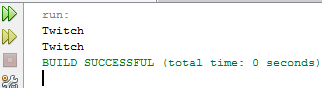 run:
Twitch
Twitch
BUILD SUCCESSFUL (total time: 0 seconds)